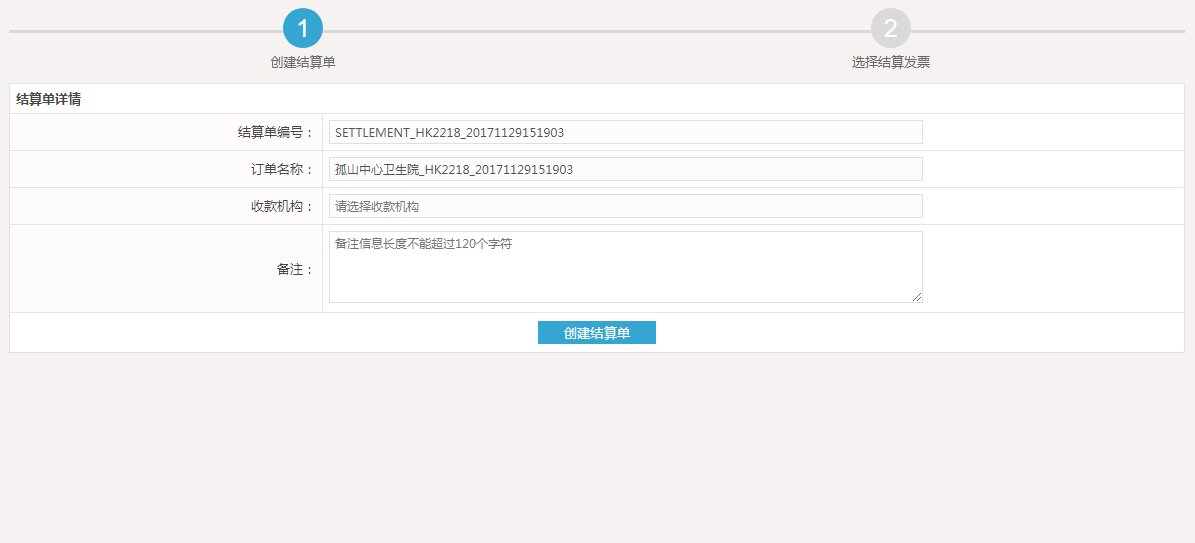 1
2
创建结算单
选择结算发票
结算单详情
结算单编号：
SETTLEMENT_HK2218_20171129151903
订单名称：
孤山中心卫生院_HK2218_20171129151903
收款机构：
请选择收款机构
备注：
备注信息长度不能超过120个字符
创建结算单